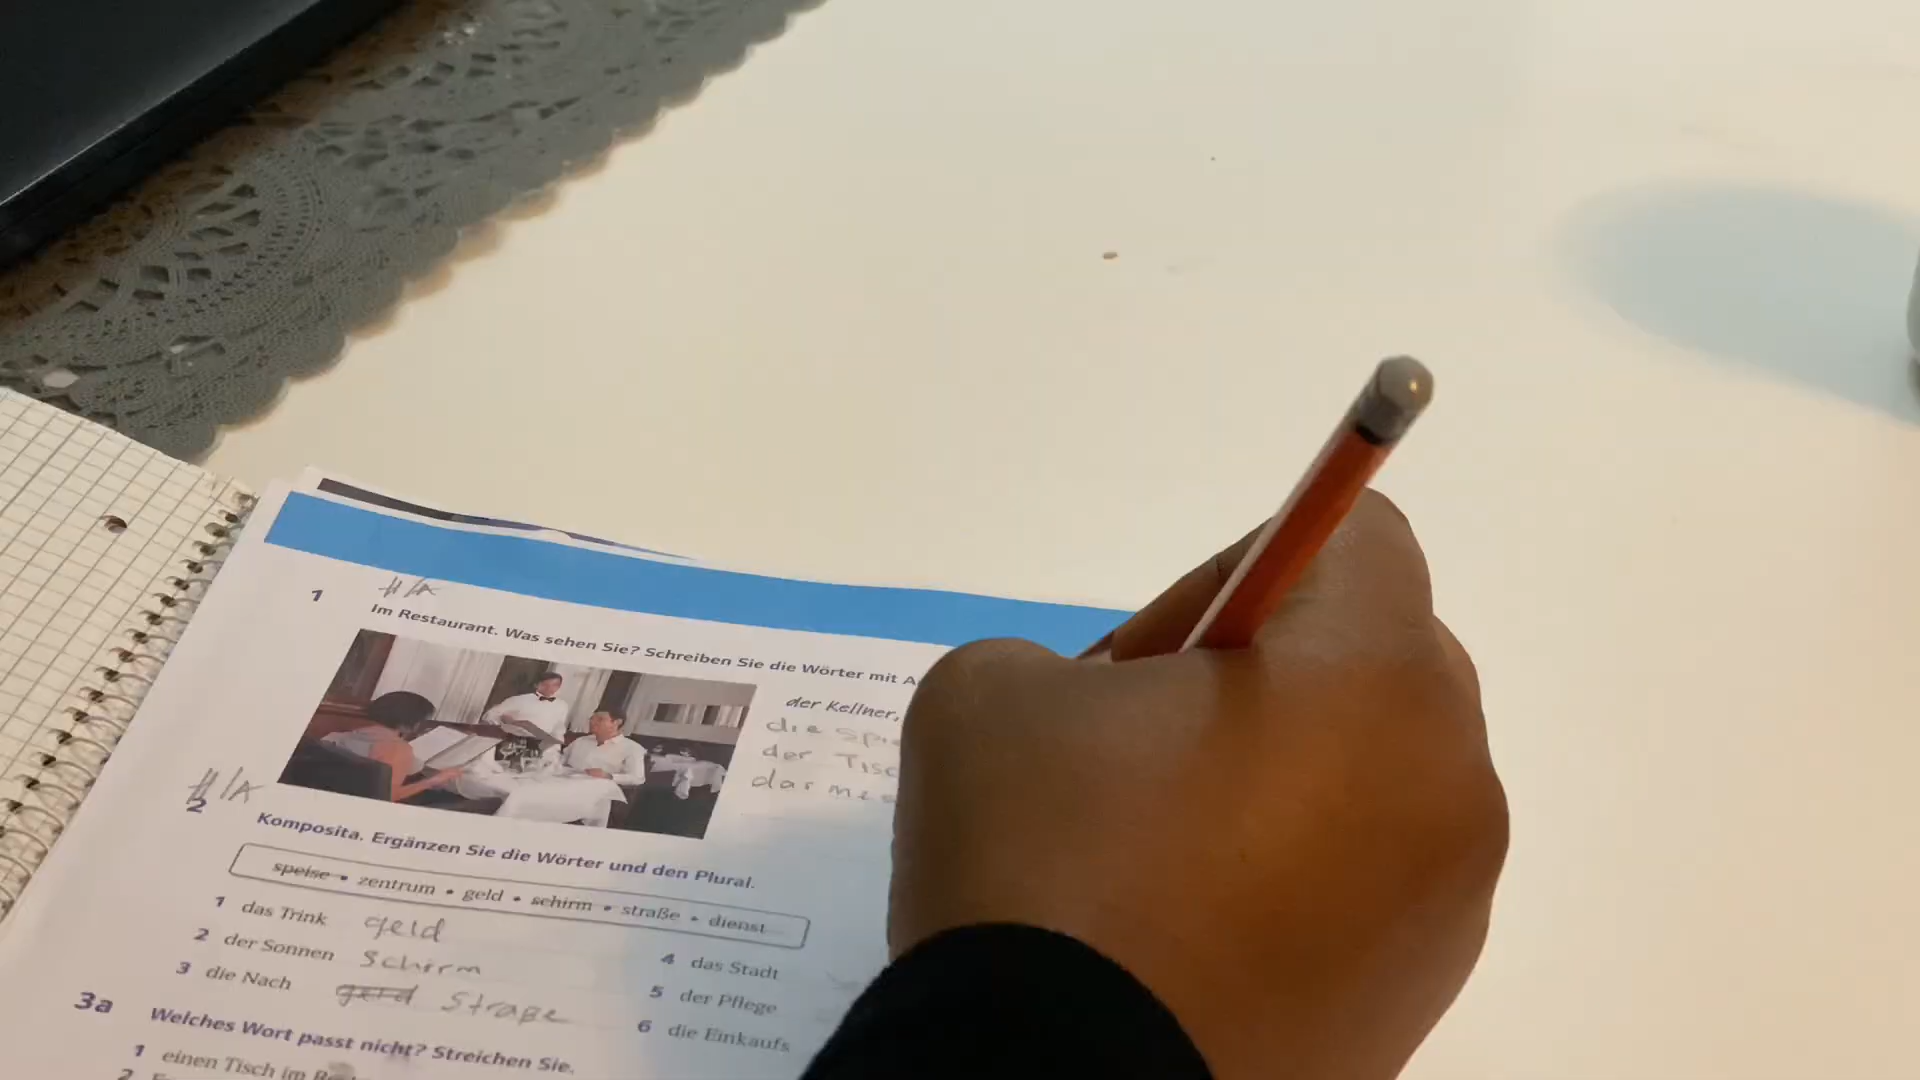 H/A
1 Im Restaurant. Was sehen Sie? Schreiben Sie die Wörter mit
der Kellner,
die
der
das
H/A
2 Komposita. Ergänzen Sie die Wörter und den Plural.
speise • zentrum • geld • schirm • straße • dienst
1 das Trink geld
2 der Sonnen Schirm
3 die Nach geld Straße
4 das Stadt
5 der Pflege
6 die Einkaufs
3a Welches Wort passt nicht? Streichen Sie.
1 einen Tisch im
2